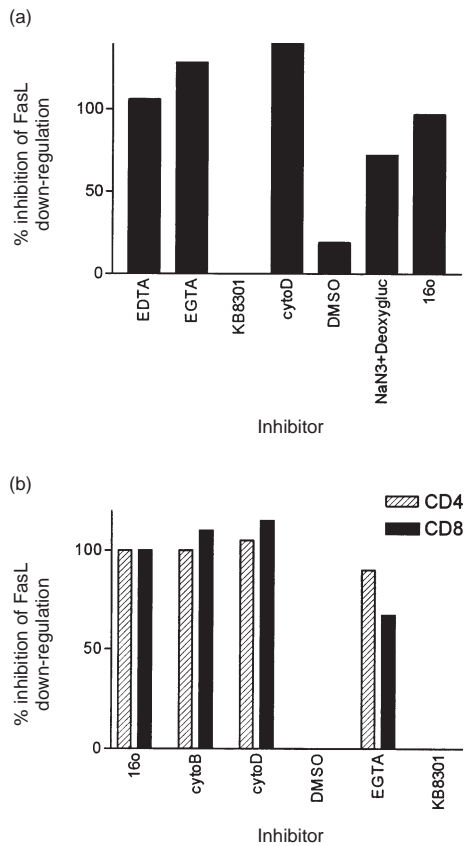 (a)
% inhibition of FasL
down-regulation
100
50
0
EDTA
EGTA
KB8301
cytoD
DMSO
NaN3+Deoxygluc
16o
Inhibitor
(b)
CD4
CD8
% inhibition of FasL
down-regulation
100
50
0
16o
cytoB
cytoD
DMSO
EGTA
KB8301
Inhibitor